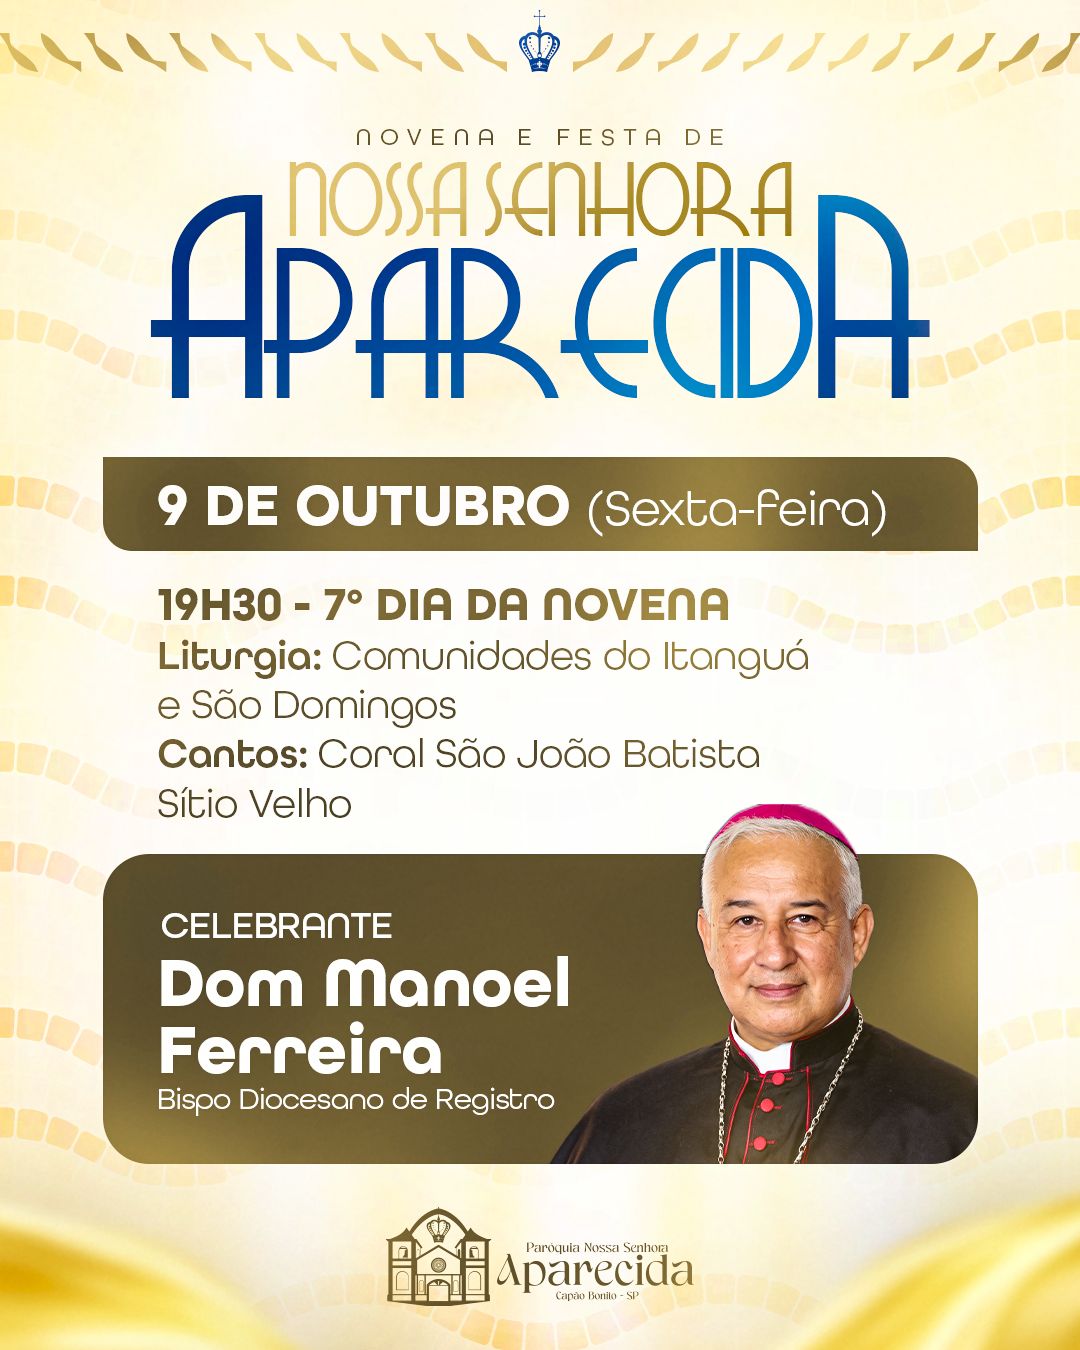 NOVENA E FESTA DE
NOSSA SENHORA
APARECIDA
9 DE OUTUBRO (Sexta-feira)
19H30 - 7º DIA DA NOVENA
Liturgia: Comunidades do Itanguá
e São Domingos
Cantos: Coral São João Batista
Sítio Velho
CELEBRANTE
Dom Manoel
Ferreira
Bispo Diocesano de Registro
Paróquia Nossa Senhora
Aparecida
Capão Bonito - SP